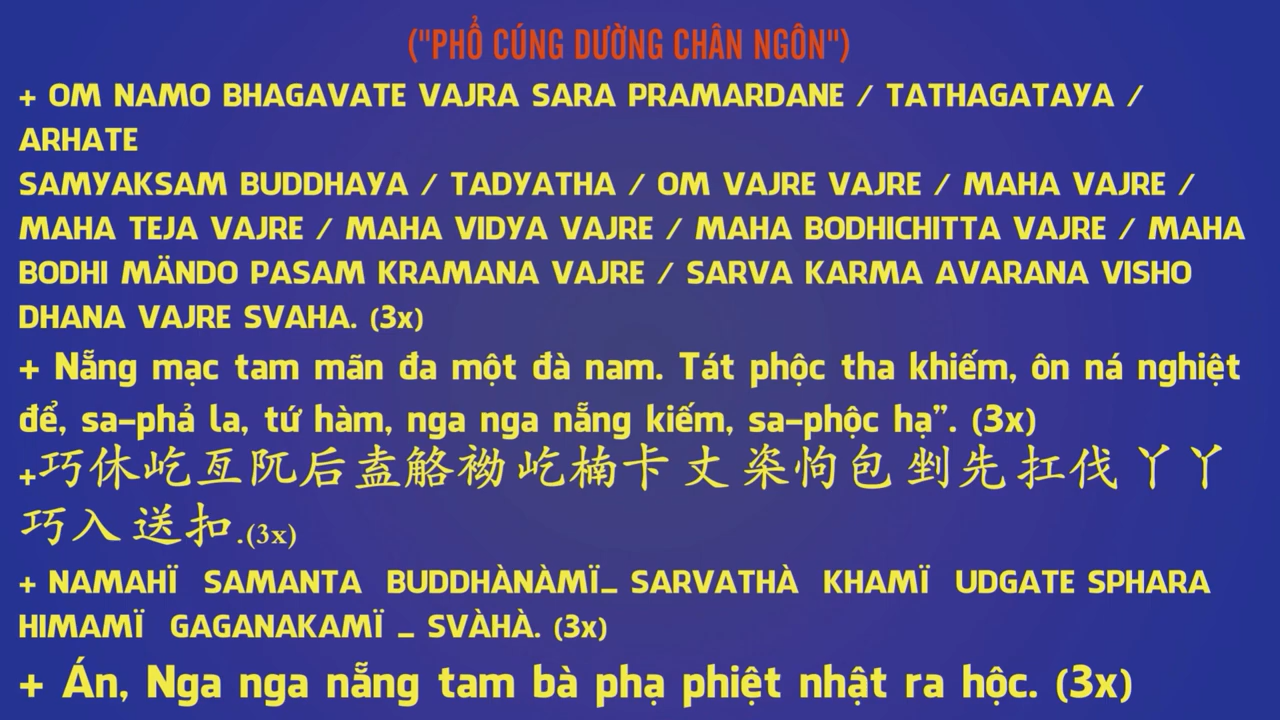 ("PHỔ CÚNG DƯỜNG CHÂN NGÔN")
+ OM NAMO BHAGAVATE VAJRA SARA PRAMARDANE / TATHAGATAYA /
ARHATE
SAMYAKSAM BUDDHAYA / TADYATHA / OM VAJRE VAJRE / MAHA VAJRE /
MAHA TEJA VAJRE / MAHA VIDYA VAJRE / MAHA BODHICHITTA VAJRE / MAHA
BODHI MÄNDO PASAM KRAMANA VAJRE / SARVA KARMA AVARANA VISHO
DHANA VAJRE SVAHA. (3x)
+ Nẵng mạc tam mãn đa một đà nam. Tát phộc tha khiếm, ôn ná nghiệt
để, sa-phả la, tứ hàm, nga nga nẵng kiếm, sa-phộc hạ”. (3x)
+巧休屹亙阢后盍觡袎屹楠卡丈栥恦包剉先扛伐丫丫
巧入送扣.(3x)
+ NAMAHÏ SAMANTA BUDDHÀNÀMÏ_ SARVATHÀ KHAMÏ UDGATE SPHARA
HIMAMÏ GAGANAKAMÏ _ SVÀHÀ. (3x)
+ Án, Nga nga nẵng tam bà phạ phiệt nhật ra hộc. (3x)